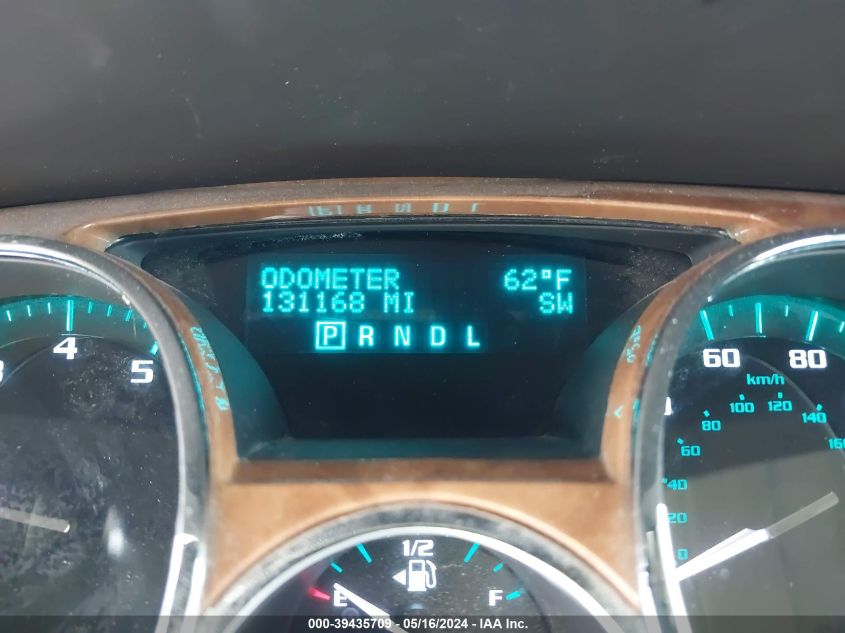 ODOMETER 62°F
131168 MI SW
P R N D L
4
5
60 80
km/h
60 80 100 120 140
40
20
0
1/2
E F
000-39435709 - 05/16/2024 - IAA Inc.